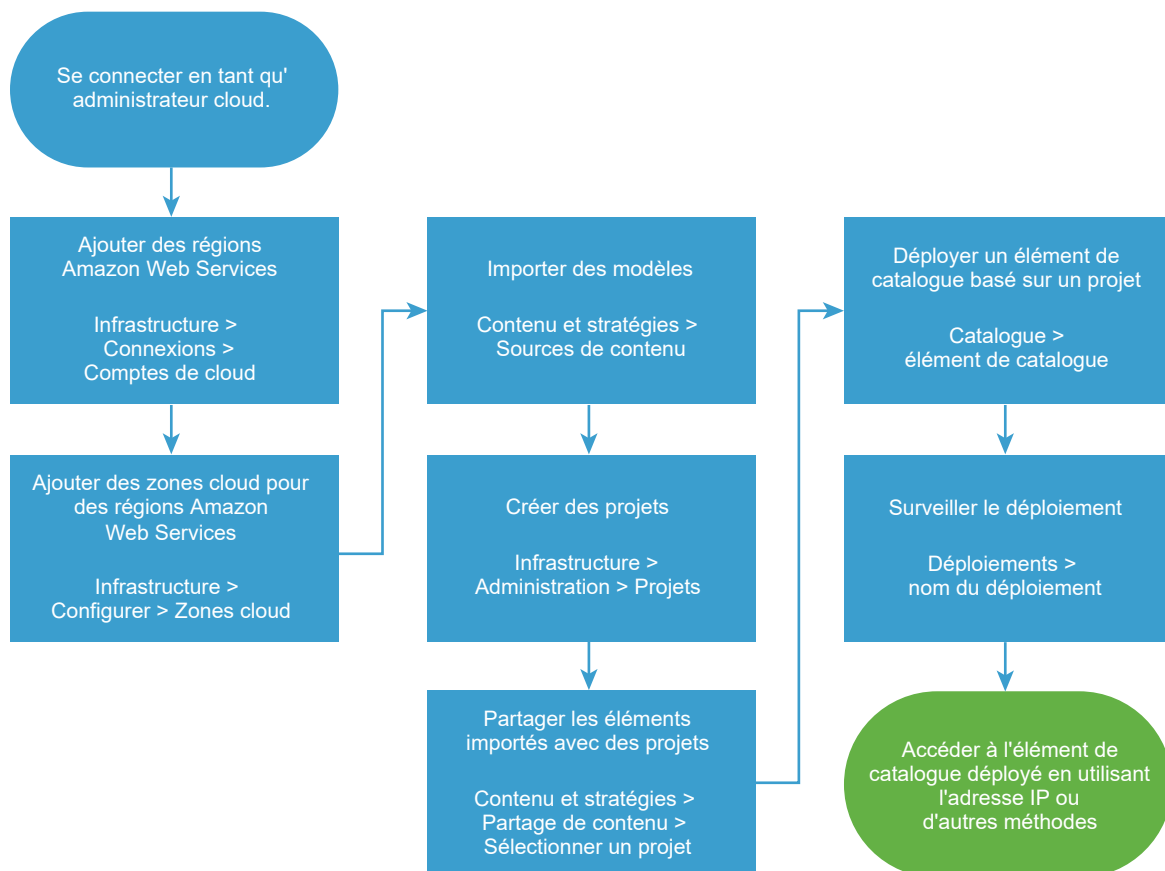 Se connecter en tant qu'
administrateur cloud.
Ajouter des régions
Amazon Web Services
Infrastructure >
Connexions >
Comptes de cloud
Ajouter des zones cloud pour
des régions Amazon
Web Services
Infrastructure >
Configurer > Zones cloud
Importer des modèles
Contenu et stratégies >
Sources de contenu
Créer des projets
Infrastructure >
Administration > Projets
Partager les éléments
importés avec des projets
Contenu et stratégies >
Partage de contenu >
Sélectionner un projet
Déployer un élément de
catalogue basé sur un projet
Catalogue >
élément de catalogue
Surveiller le déploiement
Déploiements >
nom du déploiement
Accéder à l'élément de
catalogue déployé en utilisant
l'adresse IP ou
d'autres méthodes